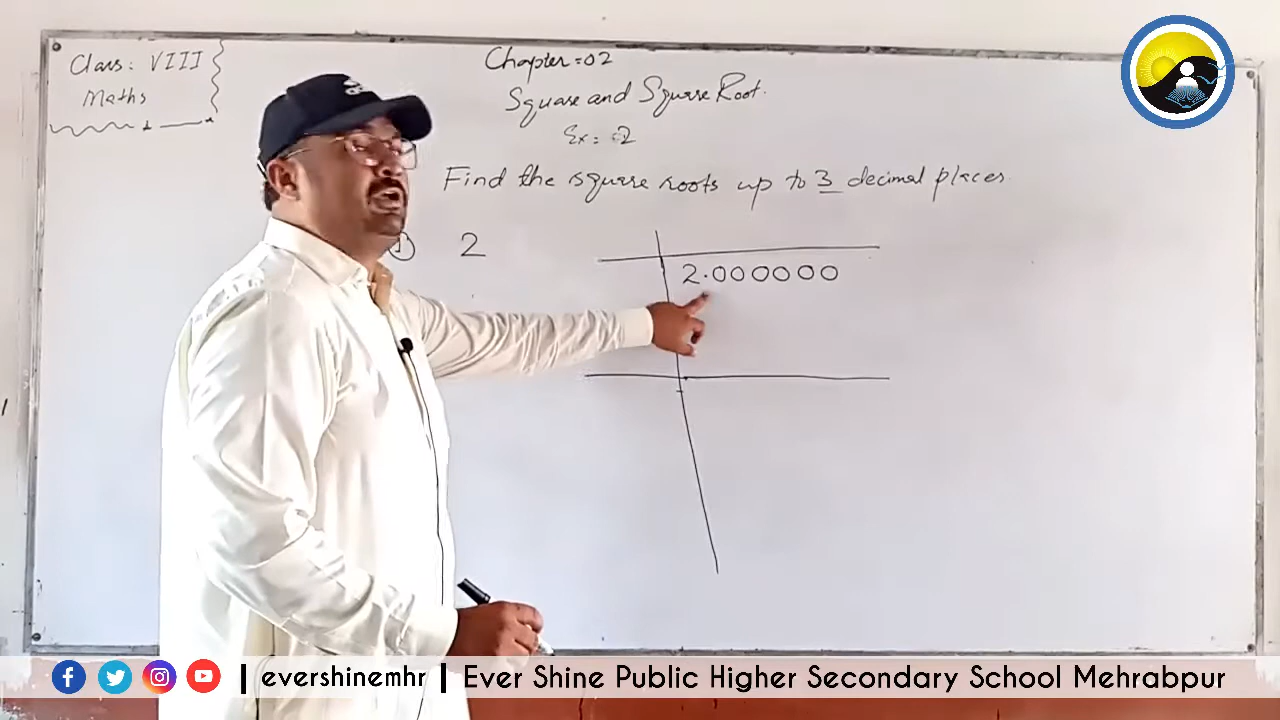 Class: VIII
Maths
Chapter = 02
Square and Square Root.
Ex = 02
Find the square roots up to 3 decimal places.
1 2
2.000000
| evershinemhr | Ever Shine Public Higher Secondary School Mehrabpur